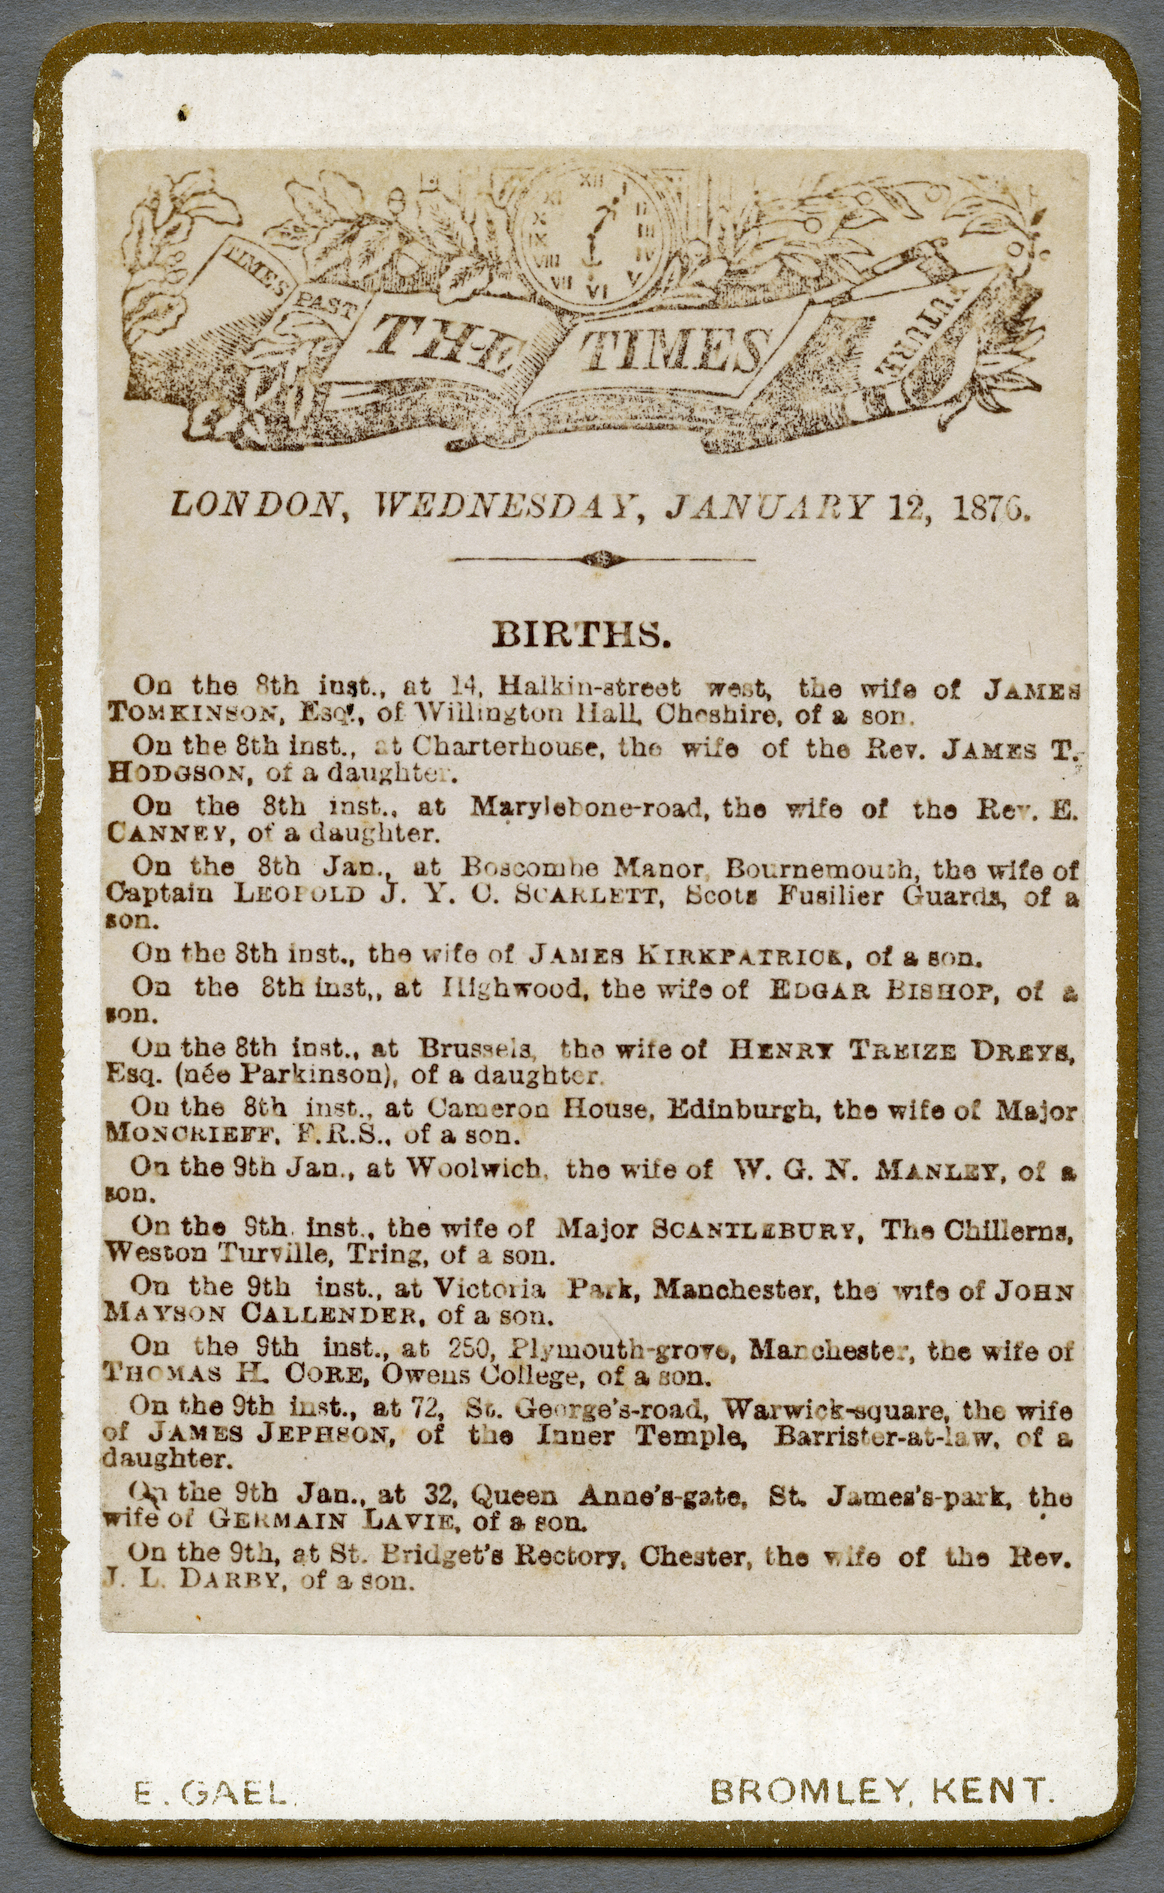 XII
I
II
III
IV
V
VI
VII
VIII
IX
X
XI
TIMES
PAST
THE TIMES
FUTURE
LONDON, WEDNESDAY, JANUARY 12, 1876.
BIRTHS.
On the 8th inst., at 14, Halkin-street west, the wife of JAMES
TOMKINSON, Esq., of Willington Hall, Cheshire, of a son.
On the 8th inst., at Charterhouse, the wife of the Rev. JAMES T.
HODGSON, of a daughter.
On the 8th inst., at Marylebone-road, the wife of the Rev. E.
CANNEY, of a daughter.
On the 8th Jan., at Boscombe Manor, Bournemouth, the wife of
Captain LEOPOLD J. Y. C. SCARLETT, Scots Fusilier Guards, of a
son.
On the 8th inst., the wife of JAMES KIRKPATRICK, of a son.
On the 8th inst., at Highwood, the wife of EDGAR BISHOP, of a
son.
On the 8th inst., at Brussels, the wife of HENRY TREIZE DREYS,
Esq. (née Parkinson), of a daughter.
On the 8th inst., at Cameron House, Edinburgh, the wife of Major
MONCRIEFF, F.R.S., of a son.
On the 9th Jan., at Woolwich, the wife of W. G. N. MANLEY, of a
son.
On the 9th inst., the wife of Major SCANTLEBURY, The Chillerns,
Weston Turville, Tring, of a son.
On the 9th inst., at Victoria Park, Manchester, the wife of JOHN
MAYSON CALLENDER, of a son.
On the 9th inst., at 250, Plymouth-grove, Manchester, the wife of
THOMAS H. CORE, Owens College, of a son.
On the 9th inst., at 72, St. George's-road, Warwick-square, the wife
of JAMES JEPHSON, of the Inner Temple, Barrister-at-law, of a
daughter.
On the 9th Jan., at 32, Queen Anne's-gate, St. James's-park, the
wife of GERMAIN LAVIE, of a son.
On the 9th, at St. Bridget's Rectory, Chester, the wife of the Rev.
J. L. DARBY, of a son.
E. GAEL. BROMLEY, KENT.